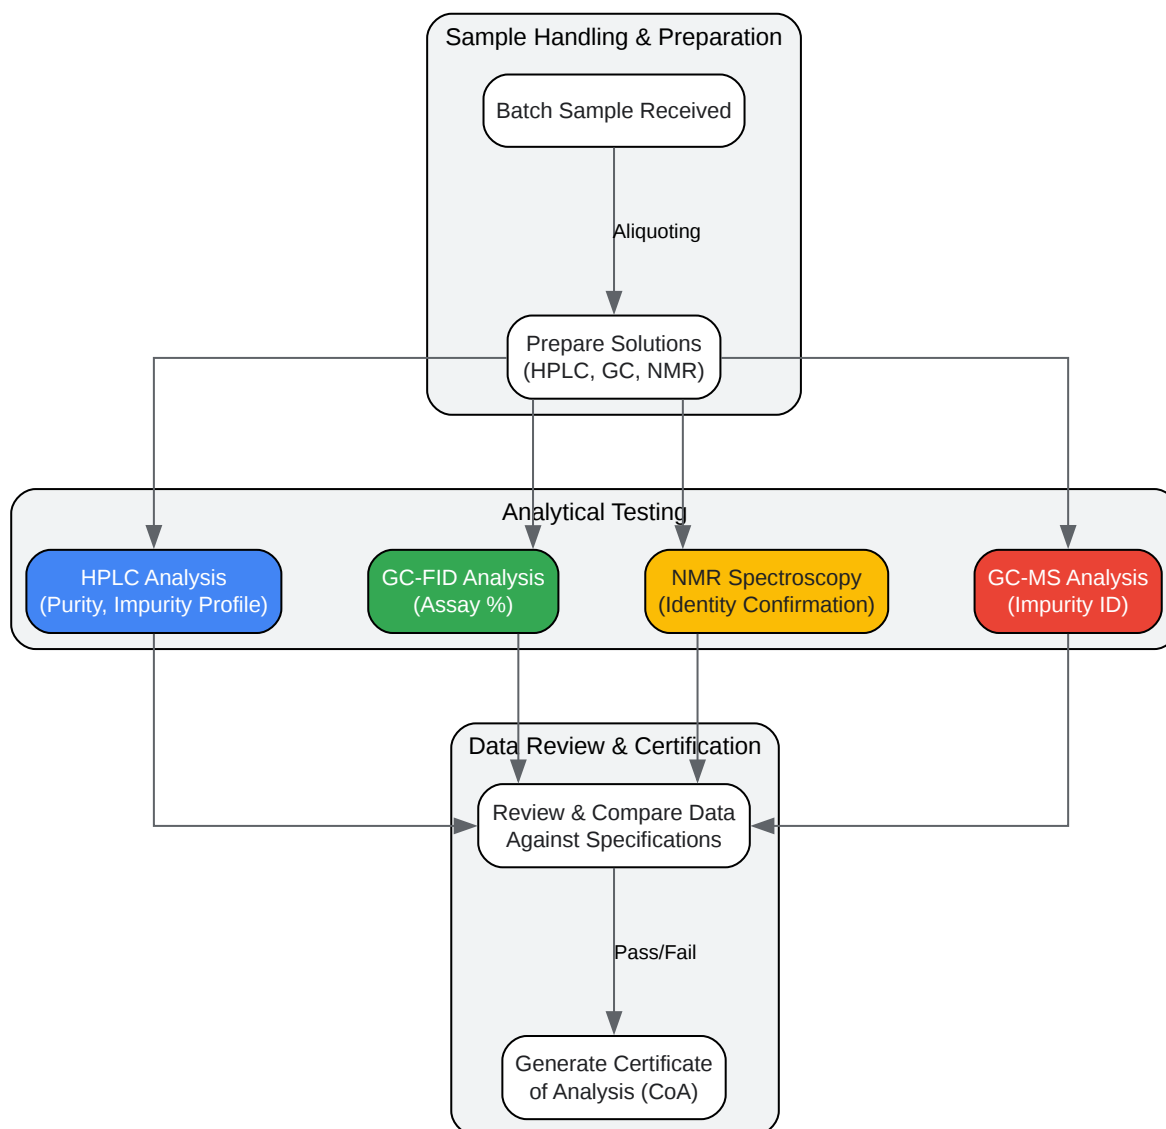 Sample Handling & Preparation
Batch Sample Received
Aliquoting
Prepare Solutions
(HPLC, GC, NMR)
Analytical Testing
HPLC Analysis
(Purity, Impurity Profile)
GC-FID Analysis
(Assay %)
NMR Spectroscopy
(Identity Confirmation)
GC-MS Analysis
(Impurity ID)
Data Review & Certification
Review & Compare Data
Against Specifications
Pass/Fail
Generate Certificate
of Analysis (CoA)